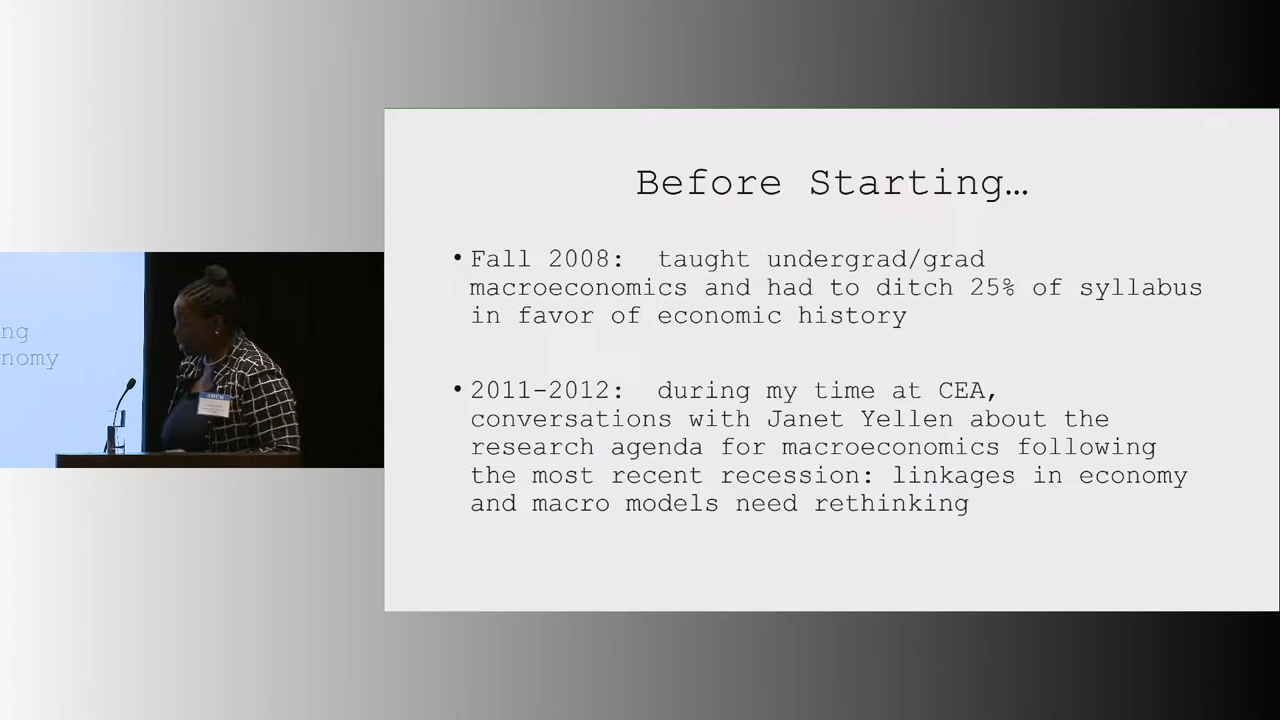 Before Starting…
• Fall 2008: taught undergrad/grad
macroeconomics and had to ditch 25% of syllabus
in favor of economic history
• 2011-2012: during my time at CEA,
conversations with Janet Yellen about the
research agenda for macroeconomics following
the most recent recession: linkages in economy
and macro models need rethinking
ng
nomy